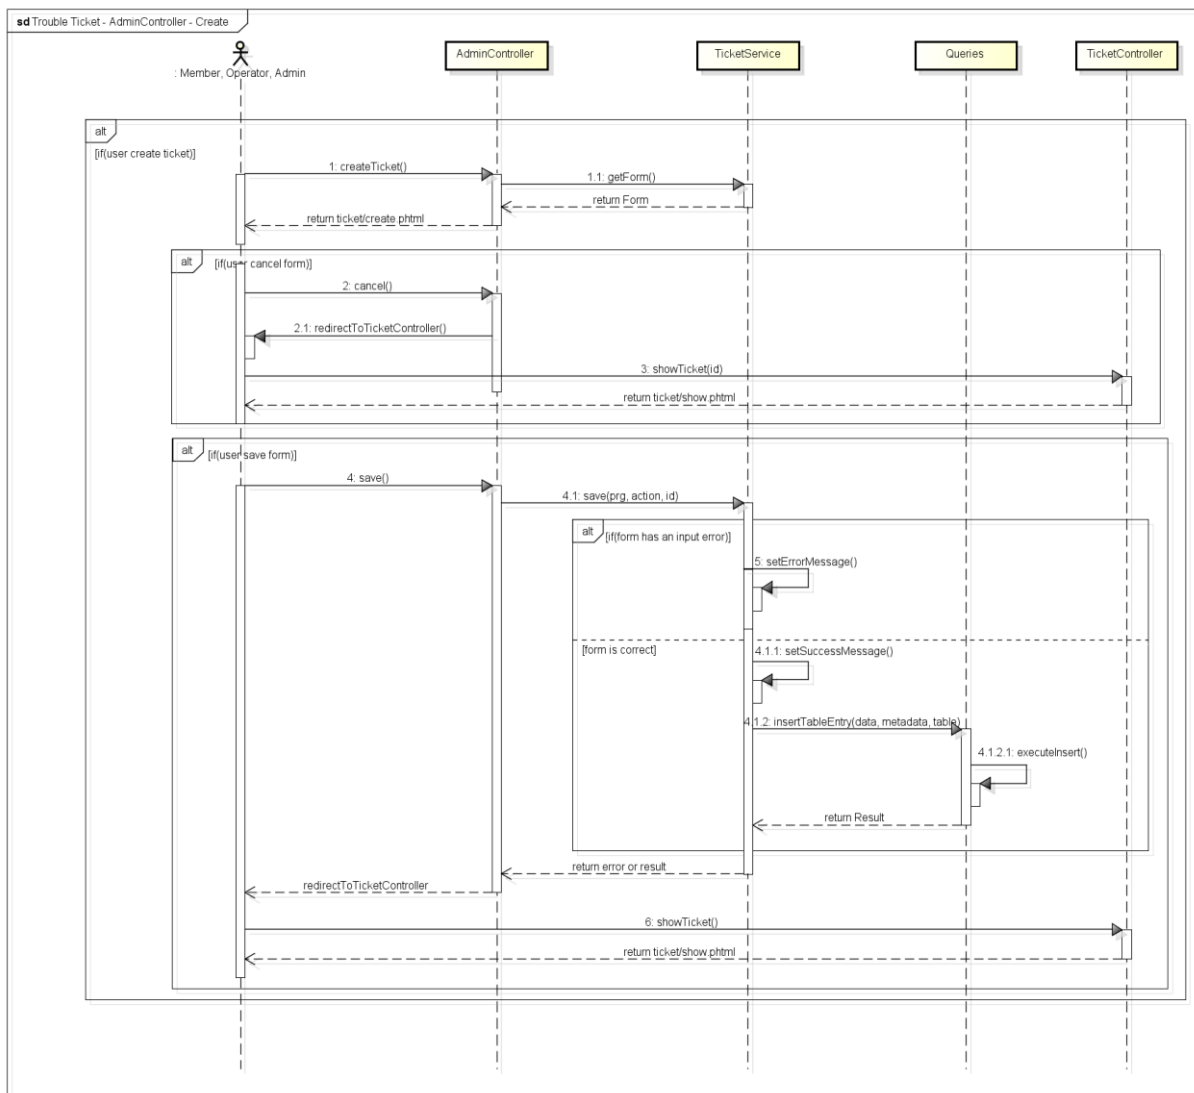 sd Trouble Ticket - AdminController - Create
: Member, Operator, Admin
AdminController
TicketService
Queries
TicketController
alt
[if(user create ticket)]
1: createTicket()
1.1: getForm()
return Form
return ticket/create.phtml
alt
[if(user cancel form)]
2: cancel()
2.1: redirectToTicketController()
3: showTicket(id)
return ticket/show.phtml
alt
[if(user save form)]
4: save()
4.1: save(prg, action, id)
alt
[if(form has an input error)]
5: setErrorMessage()
[form is correct]
4.1.1: setSuccessMessage()
4.1.2: insertTableEntry(data, metadata, table)
4.1.2.1: executeInsert()
return Result
return error or result
redirectToTicketController
6: showTicket()
return ticket/show.phtml